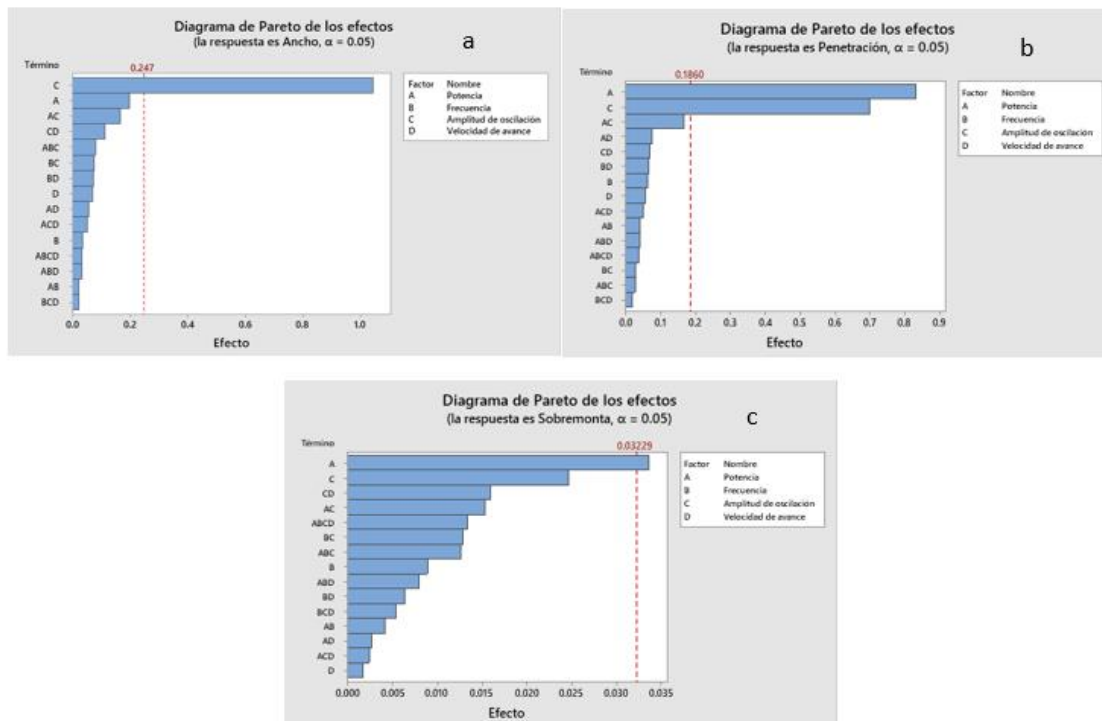 Diagrama de Pareto de los efectos
(la respuesta es Ancho, α = 0.05)
a
Término
0.247
C
A
AC
CD
ABC
BC
BD
D
AD
ACD
B
ABCD
ABD
AB
BCD
0.0 0.2 0.4 0.6 0.8 1.0
Efecto
Factor Nombre
A Potencia
B Frecuencia
C Amplitud de oscilación
D Velocidad de avance
Diagrama de Pareto de los efectos
(la respuesta es Penetración, α = 0.05)
b
Término
0.1860
A
C
AC
AD
CD
BD
B
D
ACD
AB
ABD
ABCD
BC
ABC
BCD
0.0 0.1 0.2 0.3 0.4 0.5 0.6 0.7 0.8 0.9
Efecto
Factor Nombre
A Potencia
B Frecuencia
C Amplitud de oscilación
D Velocidad de avance
Diagrama de Pareto de los efectos
(la respuesta es Sobremonta, α = 0.05)
c
Término
0.03229
A
C
CD
AC
ABCD
BC
ABC
B
ABD
BD
BCD
AB
AD
ACD
D
0.000 0.005 0.010 0.015 0.020 0.025 0.030 0.035
Efecto
Factor Nombre
A Potencia
B Frecuencia
C Amplitud de oscilación
D Velocidad de avance